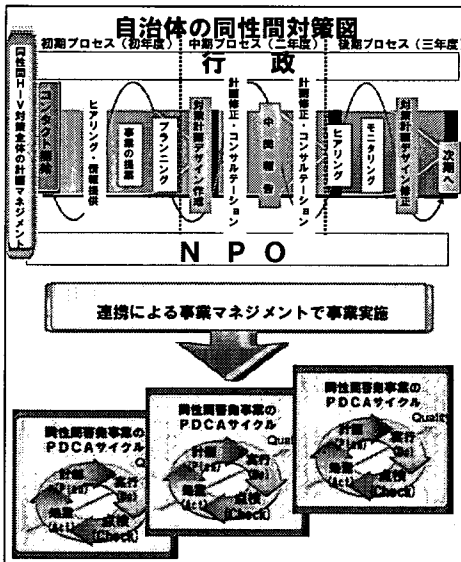 自治体の同性間対策図
初期プロセス（初年度）
中期プロセス（二年度）
後期プロセス（三年度）
行 政
同性間HIV対策全体の計画マネジメント
コンタクト開始
ヒアリング・情報提供
事業の提案
プランニング
対策計画デザイン作成
計画修正・コンサルテーション
中間報告
計画修正・コンサルテーション
ヒアリング
モニタリング
対策計画デザイン修正
次期へ
N P O
連携による事業マネジメントで事業実施
同性間啓発事業の
PDCAサイクル
計画
(Plan)
実行
(Do)
処置
(Act)
点検
(Check)
同性間啓発事業の
PDCAサイクル
計画
(Plan)
実行
(Do)
処置
(Act)
点検
(Check)
同性間啓発事業の
PDCAサイクル
Quality
計画
(Plan)
実行
(Do)
処置
(Act)
点検
(Check)